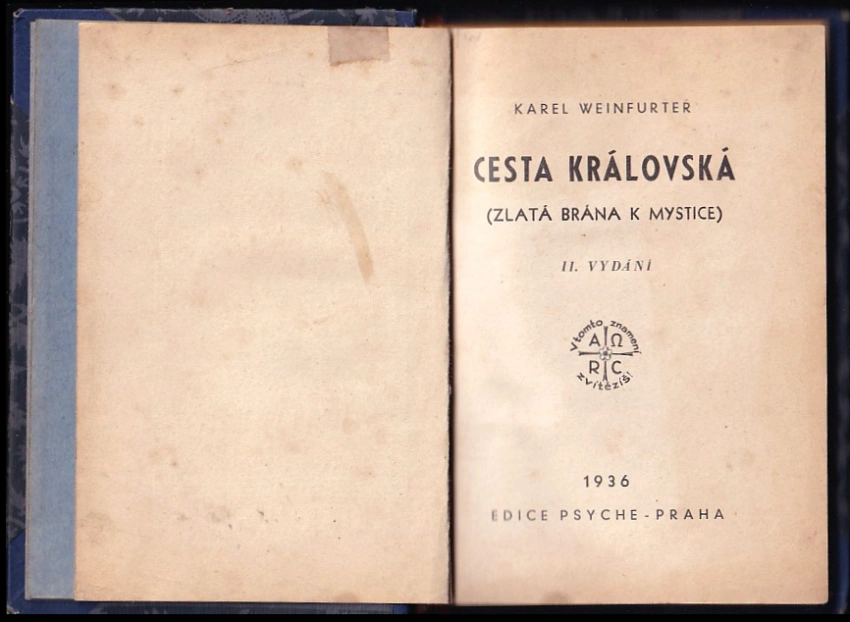 KAREL WEINFURTER
CESTA KRÁLOVSKÁ
(ZLATÁ BRÁNA K MYSTICE)
II. VYDÁNÍ
V tomto znamení
A Ω
R C
zvítězíš!
1936
EDICE PSYCHE - PRAHA